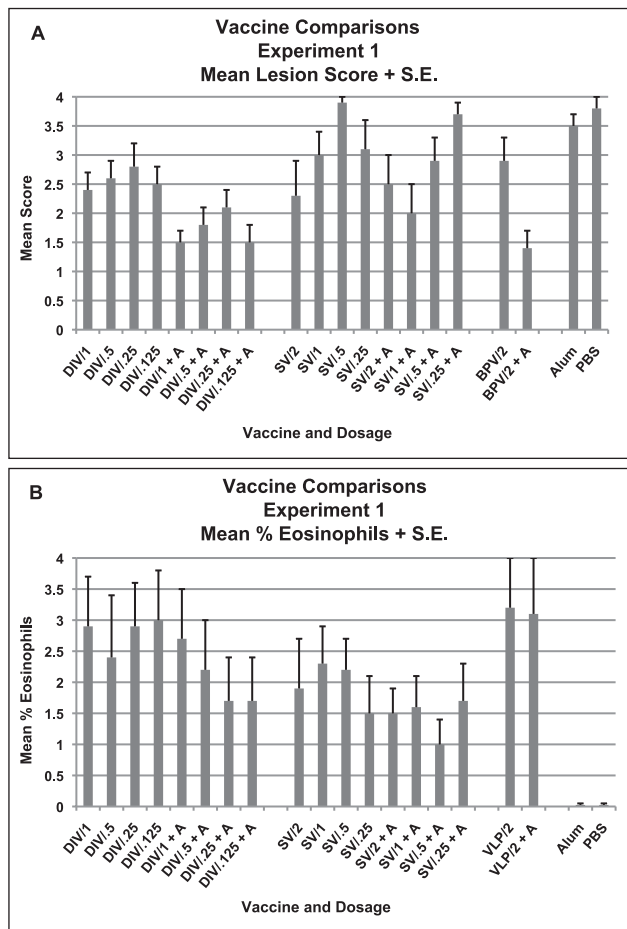 A
Vaccine Comparisons
Experiment 1
Mean Lesion Score + S.E.
Mean Score
4
3.5
3
2.5
2
1.5
1
0.5
0
DIV/1
DIV/.5
DIV/.25
DIV/.125
DIV/1 + A
DIV/.5 + A
DIV/.25 + A
DIV/.125 + A
SV/2
SV/1
SV/.5
SV/.25
SV/2 + A
SV/1 + A
SV/.5 + A
SV/.25 + A
BPV/2
BPV/2 + A
Alum
PBS
Vaccine and Dosage
B
Vaccine Comparisons
Experiment 1
Mean % Eosinophils + S.E.
Mean % Eosinophils
4
3.5
3
2.5
2
1.5
1
0.5
0
DIV/1
DIV/.5
DIV/.25
DIV/.125
DIV/1 + A
DIV/.5 + A
DIV/.25 + A
DIV/.125 + A
SV/2
SV/1
SV/.5
SV/.25
SV/2 + A
SV/1 + A
SV/.5 + A
SV/.25 + A
VLP/2
VLP/2 + A
Alum
PBS
Vaccine and Dosage